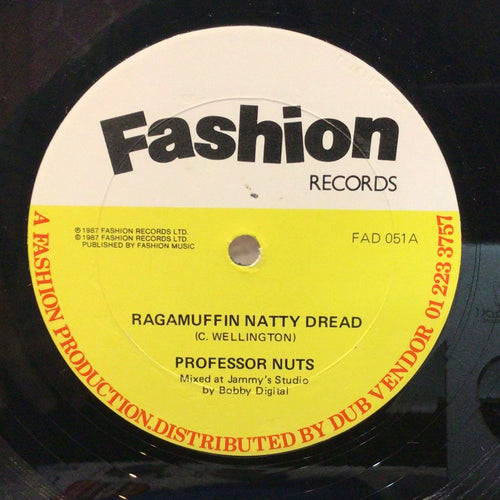 Fashion
RECORDS
℗ 1987 FASHION RECORDS LTD.
© 1987 FASHION RECORDS LTD.
PUBLISHED BY FASHION MUSIC
FAD 051A
RAGAMUFFIN NATTY DREAD
(C. WELLINGTON)
PROFESSOR NUTS
Mixed at Jammy's Studio
by Bobby Digital
A FASHION PRODUCTION. DISTRIBUTED BY DUB VENDOR 01 223 3757